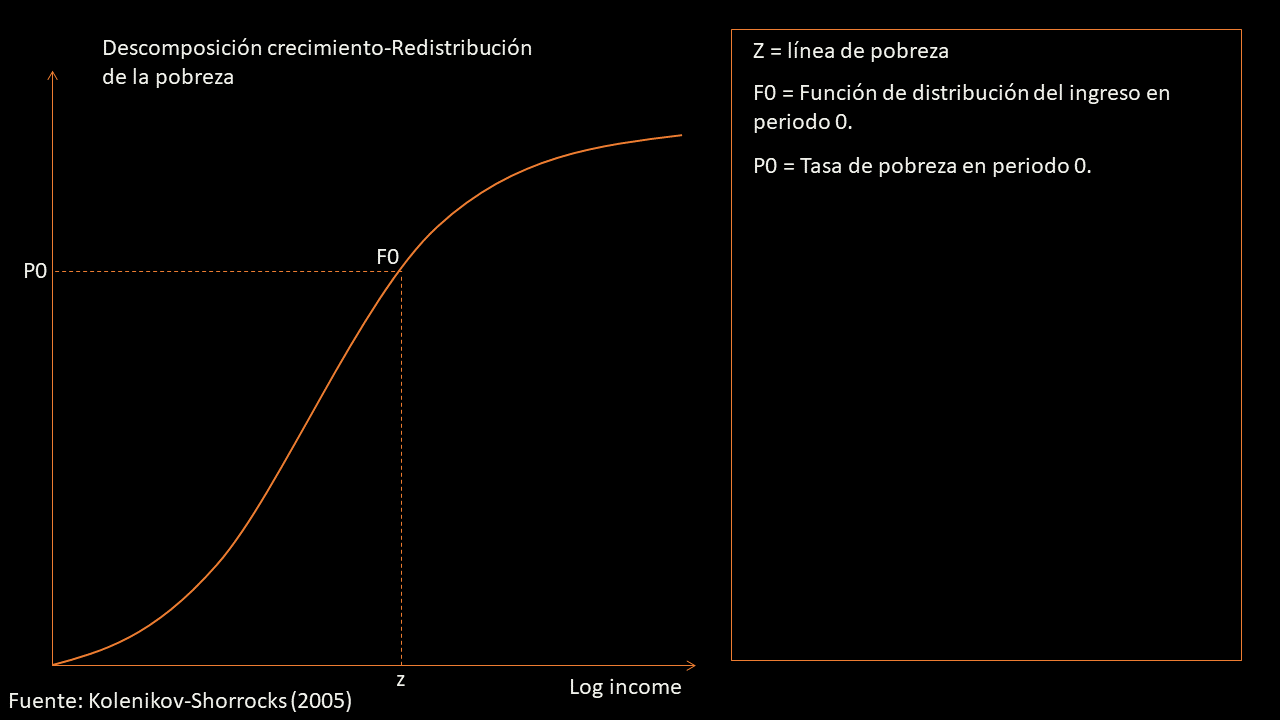 Descomposición crecimiento-Redistribución
de la pobreza
P0
F0
z
Log income
Fuente: Kolenikov-Shorrocks (2005)
Z = línea de pobreza
F0 = Función de distribución del ingreso en
periodo 0.
P0 = Tasa de pobreza en periodo 0.